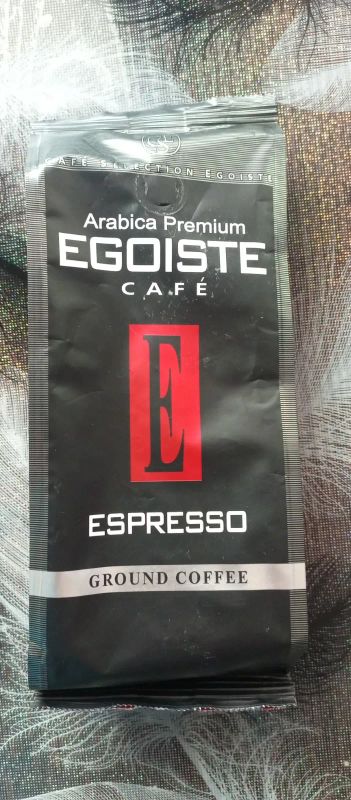 CAFÉ SELECTION EGOISTE
Arabica Premium
EGOISTE
CAFÉ
E
ESPRESSO
GROUND COFFEE